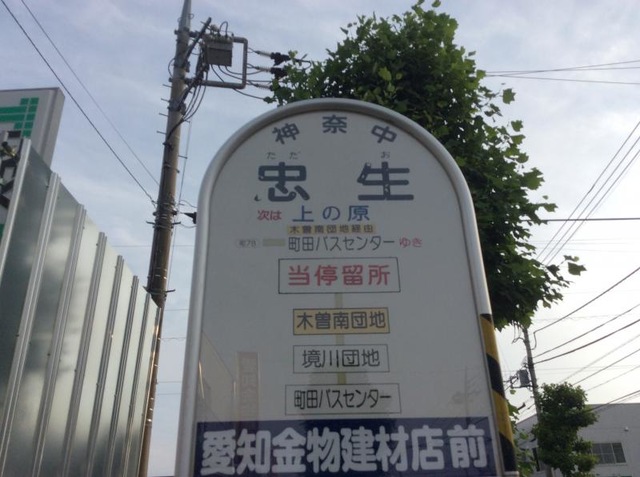 神奈中
ただ お
忠生
次は 上の原
木曽南団地経由
町田バスセンター ゆき
当停留所
木曽南団地
境川団地
町田バスセンター
愛知金物建材店前